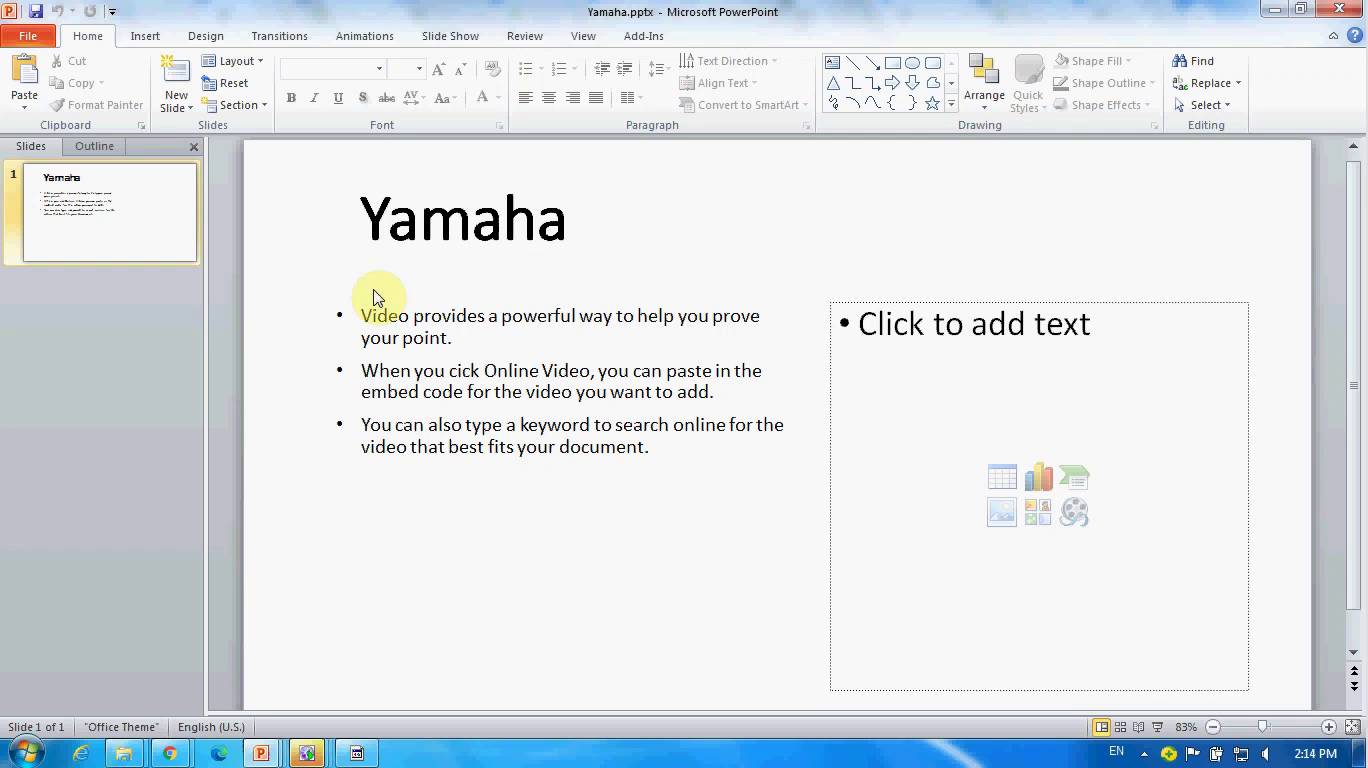 Yamaha.pptx - Microsoft PowerPoint
File Home Insert Design Transitions Animations Slide Show Review View Add-Ins
Paste
Cut
Copy
Format Painter
Clipboard
New Slide
Layout
Reset
Section
Slides
B I U S abc AV Aa A
Font
Text Direction
Align Text
Convert to SmartArt
Paragraph
Arrange
Quick Styles
Shape Fill
Shape Outline
Shape Effects
Drawing
Find
Replace
Select
Editing
Slides Outline
1
Yamaha
Yamaha
• Video provides a powerful way to help you prove
your point.
• When you cick Online Video, you can paste in the
embed code for the video you want to add.
• You can also type a keyword to search online for the
video that best fits your document.
• Click to add text
Slide 1 of 1 "Office Theme" English (U.S.) 83%
EN 2:14 PM